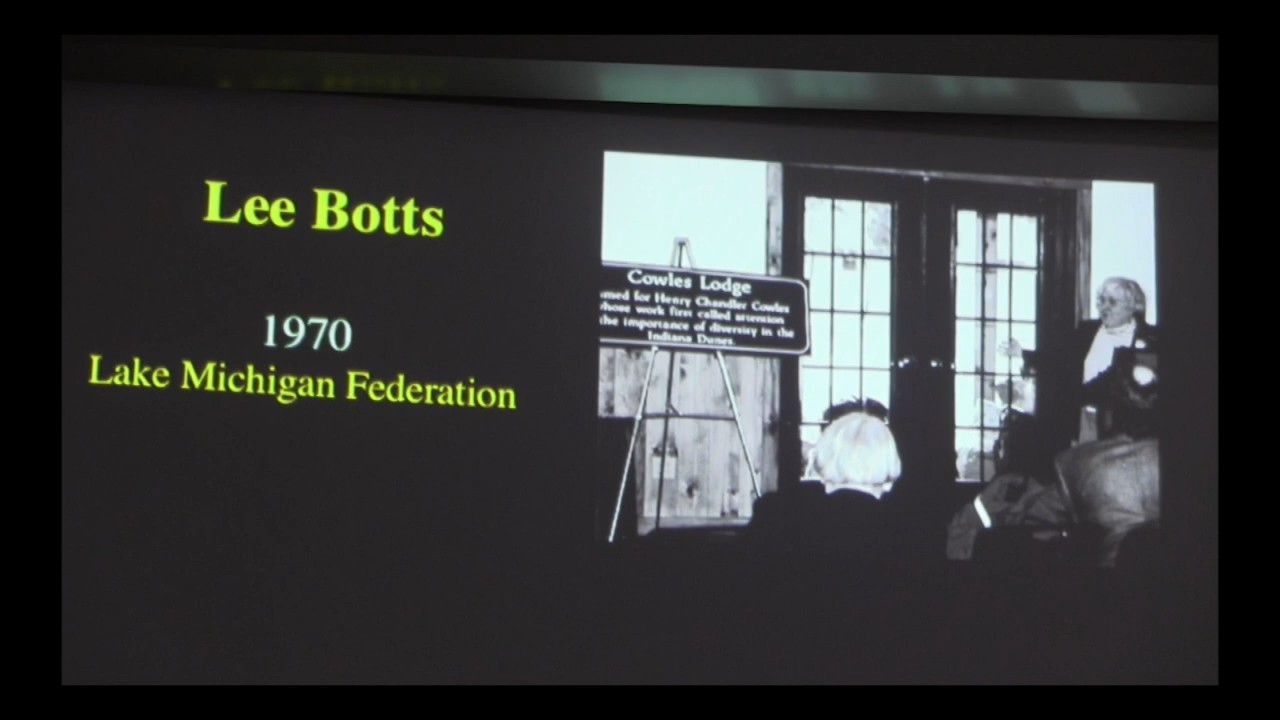 Lee Botts
1970
Lake Michigan Federation
Cowles Lodge
med for Henry Chandler Cowles
whose work first called attention
the importance of diversity in the
Indiana Dunes.